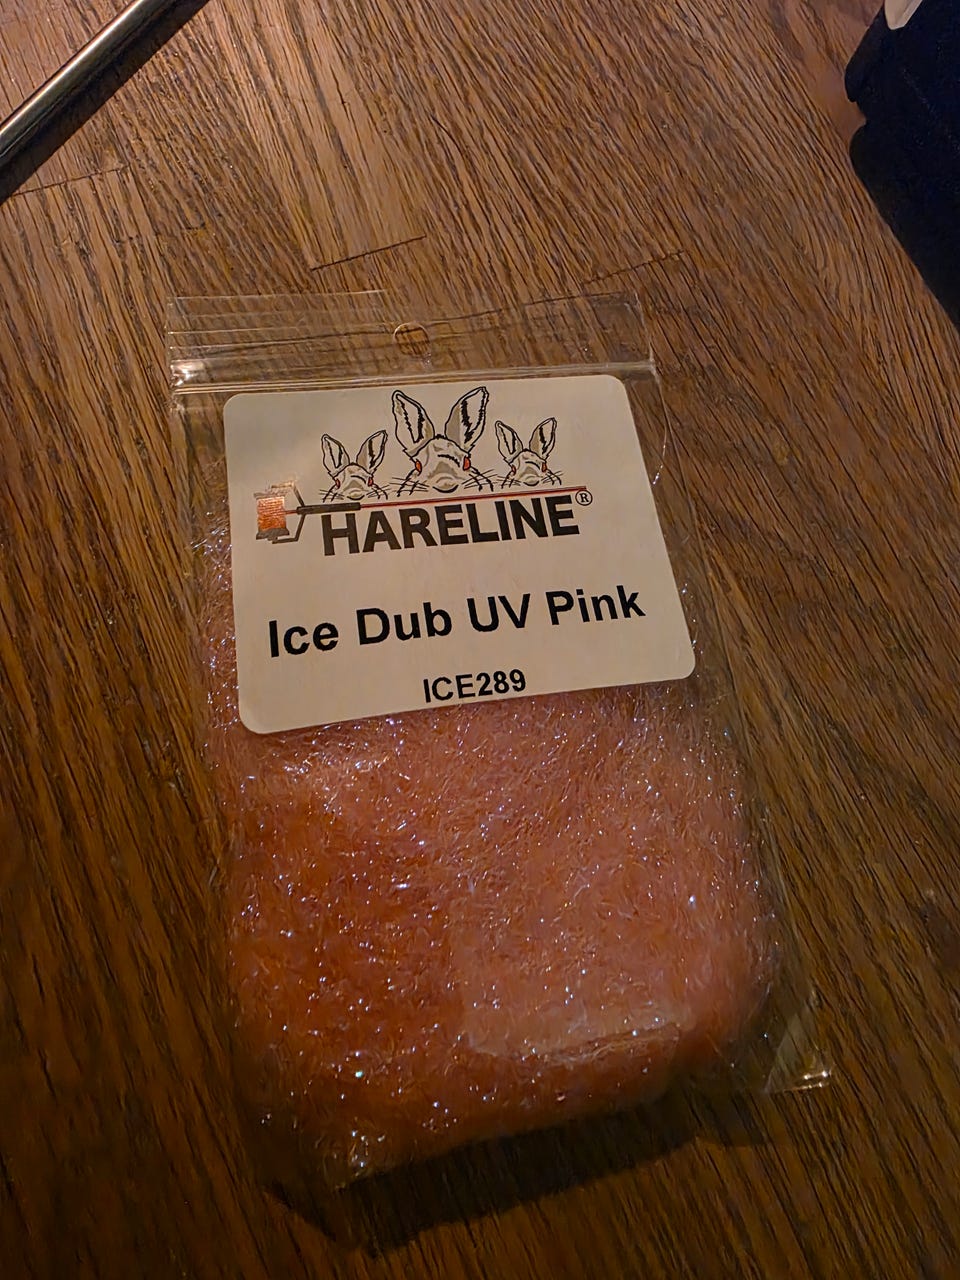 HARELINE®
Ice Dub UV Pink
ICE289